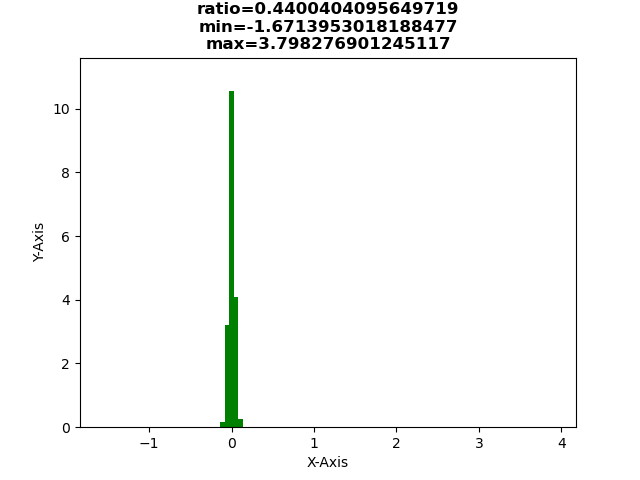 ratio=0.4400404095649719
min=-1.6713953018188477
max=3.798276901245117
10
8
6
4
2
0
Y-Axis
−1
0
1
2
3
4
X-Axis